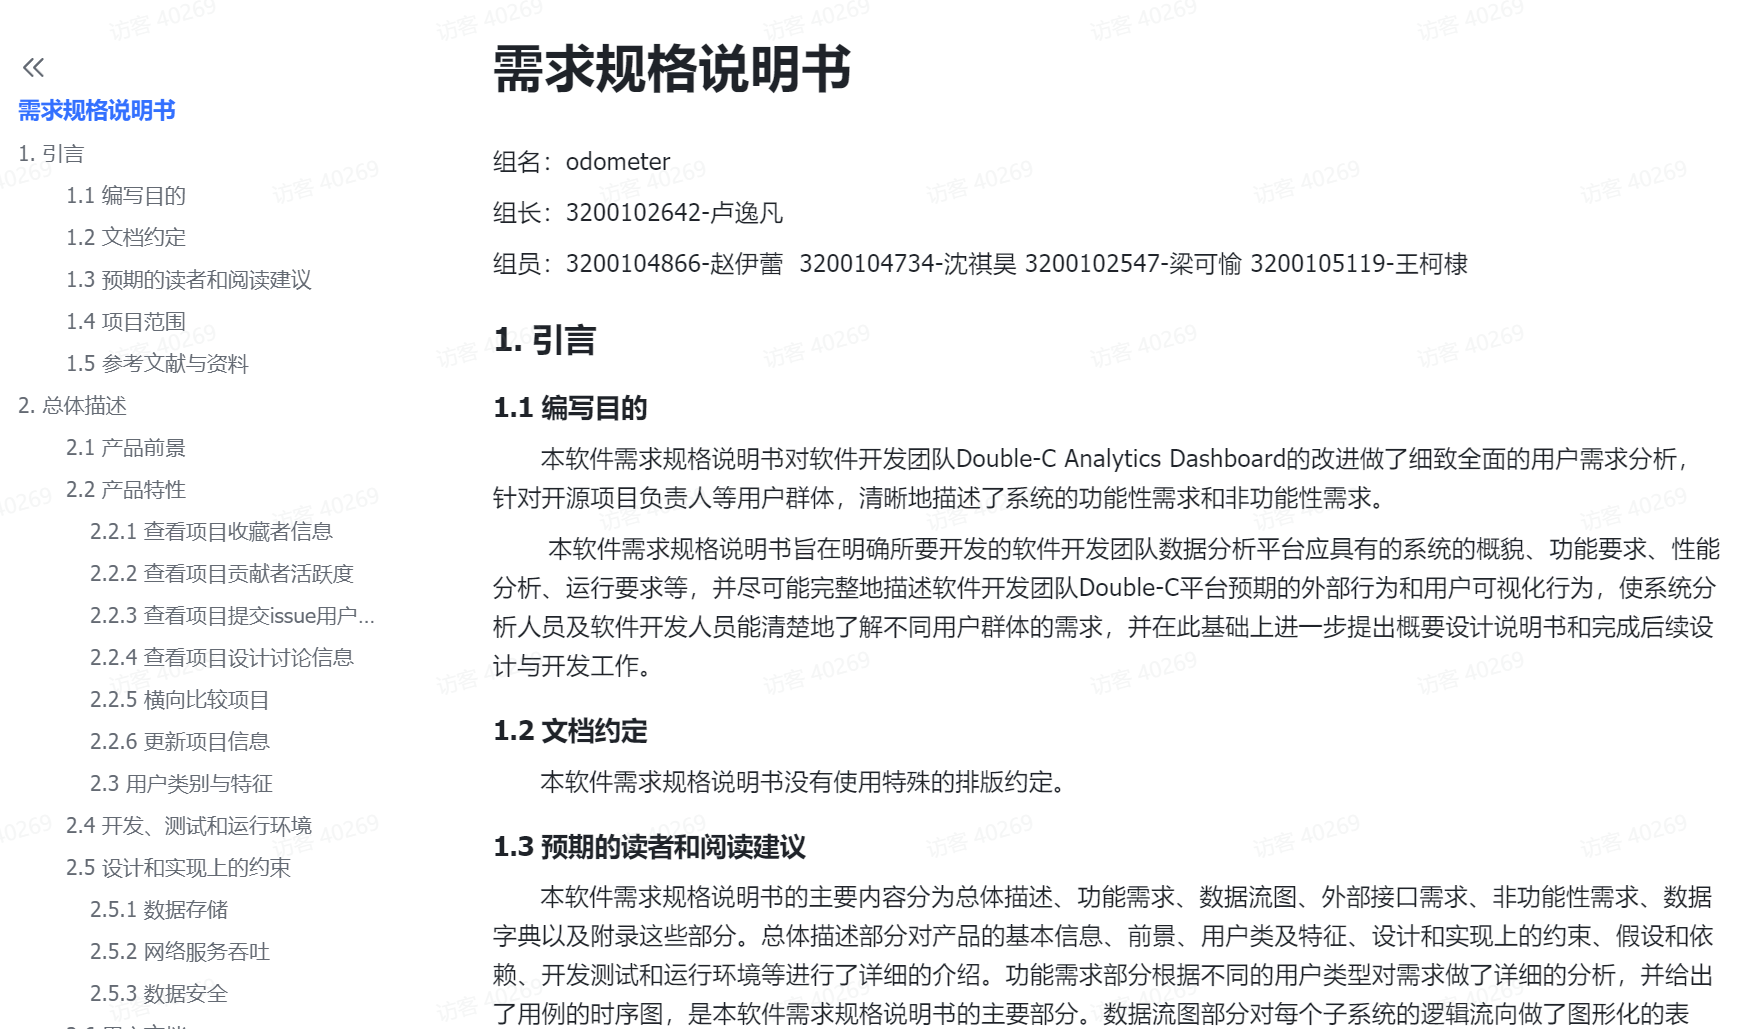 需求规格说明书
1. 引言
1.1 编写目的
1.2 文档约定
1.3 预期的读者和阅读建议
1.4 项目范围
1.5 参考文献与资料
2. 总体描述
2.1 产品前景
2.2 产品特性
2.2.1 查看项目收藏者信息
2.2.2 查看项目贡献者活跃度
2.2.3 查看项目提交issue用户...
2.2.4 查看项目设计讨论信息
2.2.5 横向比较项目
2.2.6 更新项目信息
2.3 用户类别与特征
2.4 开发、测试和运行环境
2.5 设计和实现上的约束
2.5.1 数据存储
2.5.2 网络服务吞吐
2.5.3 数据安全
需求规格说明书
组名：odometer
组长：3200102642-卢逸凡
组员：3200104866-赵伊蕾 3200104734-沈祺昊 3200102547-梁可愉 3200105119-王柯棣
1. 引言
1.1 编写目的
本软件需求规格说明书对软件开发团队Double-C Analytics Dashboard的改进做了细致全面的用户需求分析，
针对开源项目负责人等用户群体，清晰地描述了系统的功能性需求和非功能性需求。
本软件需求规格说明书旨在明确所要开发的软件开发团队数据分析平台应具有的系统的概貌、功能要求、性能
分析、运行要求等，并尽可能完整地描述软件开发团队Double-C平台预期的外部行为和用户可视化行为，使系统分
析人员及软件开发人员能清楚地了解不同用户群体的需求，并在此基础上进一步提出概要设计说明书和完成后续设
计与开发工作。
1.2 文档约定
本软件需求规格说明书没有使用特殊的排版约定。
1.3 预期的读者和阅读建议
本软件需求规格说明书的主要内容分为总体描述、功能需求、数据流图、外部接口需求、非功能性需求、数据
字典以及附录这些部分。总体描述部分对产品的基本信息、前景、用户类及特征、设计和实现上的约束、假设和依
赖、开发测试和运行环境等进行了详细的介绍。功能需求部分根据不同的用户类型对需求做了详细的分析，并给出
了用例的时序图，是本软件需求规格说明书的主要部分。数据流图部分对每个子系统的逻辑流向做了图形化的表
访客 40269